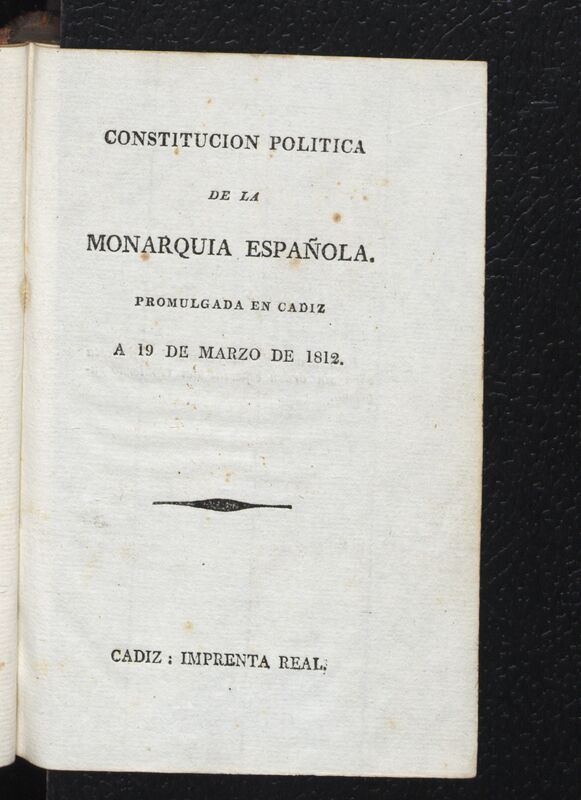 CONSTITUCION POLITICA
DE LA
MONARQUIA ESPAÑOLA.
PROMULGADA EN CADIZ
A 19 DE MARZO DE 1812.
CADIZ : IMPRENTA REAL.